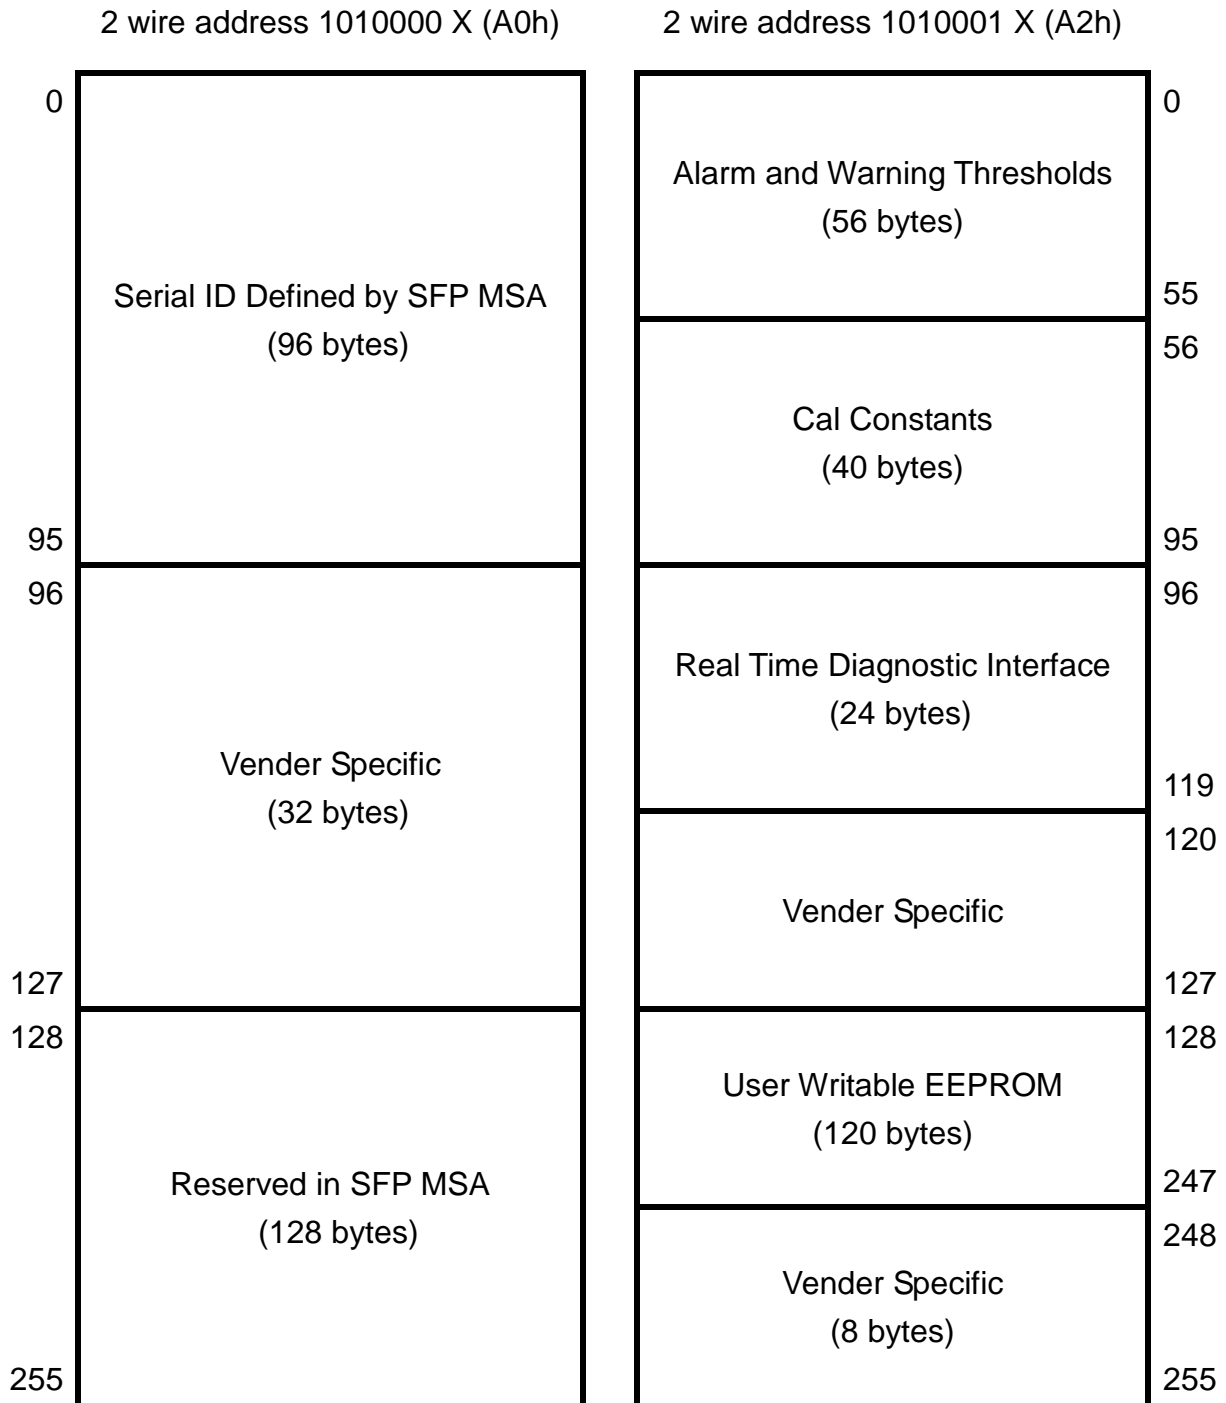 2 wire address 1010000 X (A0h)
0
Serial ID Defined by SFP MSA
(96 bytes)
95
96
Vender Specific
(32 bytes)
127
128
Reserved in SFP MSA
(128 bytes)
255
2 wire address 1010001 X (A2h)
0
Alarm and Warning Thresholds
(56 bytes)
55
56
Cal Constants
(40 bytes)
95
96
Real Time Diagnostic Interface
(24 bytes)
119
120
Vender Specific
127
128
User Writable EEPROM
(120 bytes)
247
248
Vender Specific
(8 bytes)
255